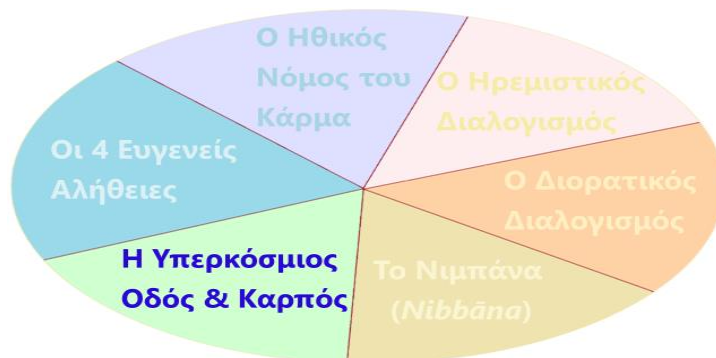 Ο Ηθικός
Νόμος του
Κάρμα
Ο Ηρεμιστικός
Διαλογισμός
Οι 4 Ευγενείς
Αλήθειες
Ο Διορατικός
Διαλογισμός
Η Υπερκόσμιος
Οδός & Καρπός
Το Νιμπάνα
(Nibbāna)